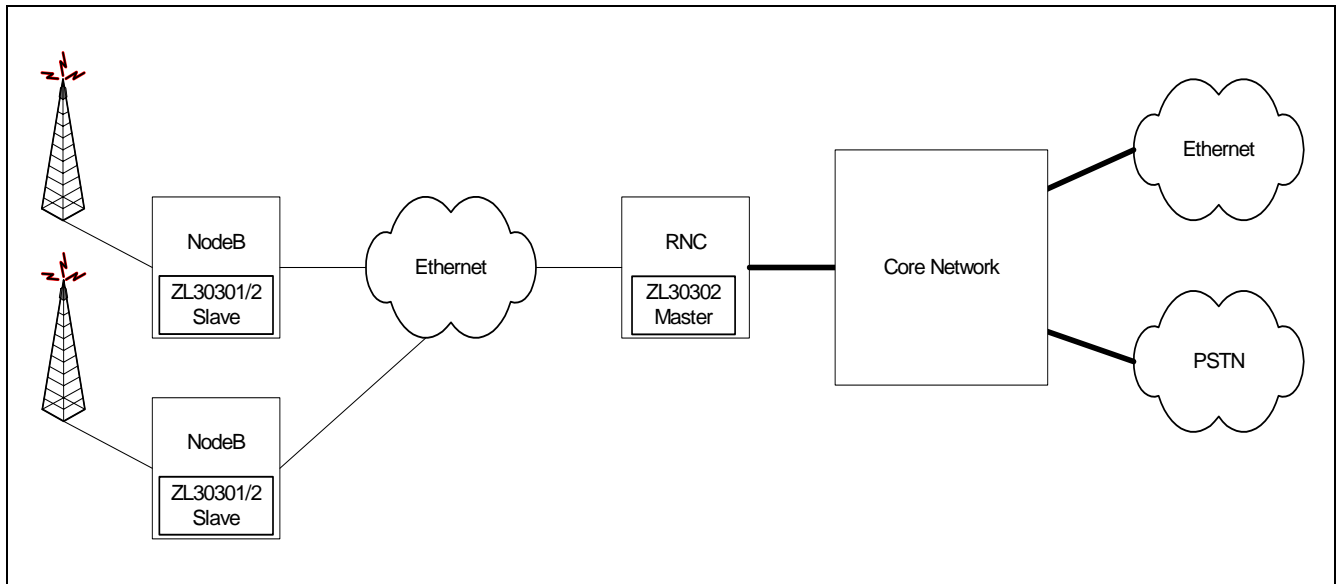 NodeB
ZL30301/2
Slave
NodeB
ZL30301/2
Slave
Ethernet
RNC
ZL30302
Master
Core Network
Ethernet
PSTN